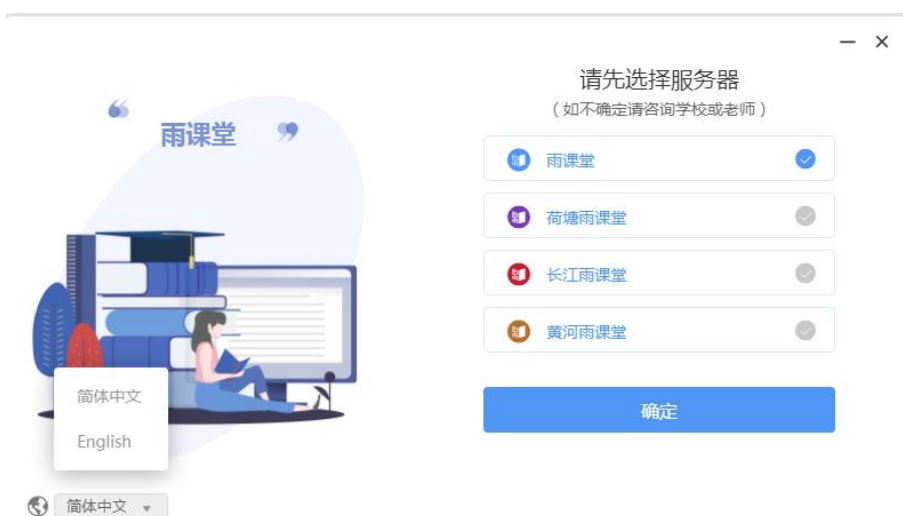 请先选择服务器
（如不确定请咨询学校或老师）
雨课堂
雨课堂
荷塘雨课堂
长江雨课堂
黄河雨课堂
确定
简体中文
English
简体中文